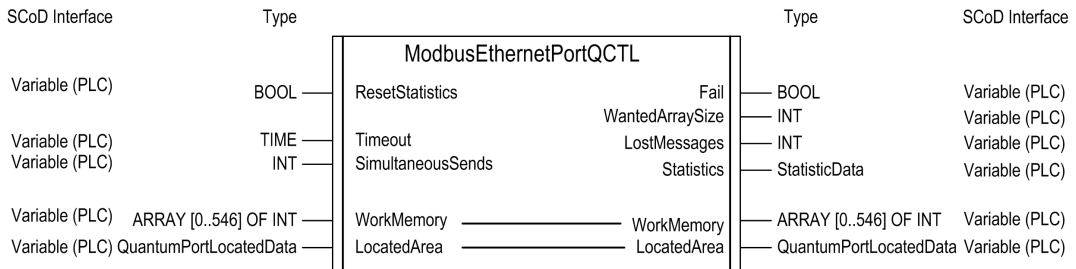 SCoD Interface Type Type SCoD Interface
ModbusEthernetPortQCTL
Variable (PLC) BOOL ResetStatistics Fail BOOL Variable (PLC)
WantedArraySize INT Variable (PLC)
Variable (PLC) TIME Timeout LostMessages INT Variable (PLC)
Variable (PLC) INT SimultaneousSends Statistics StatisticData Variable (PLC)
Variable (PLC) ARRAY [0..546] OF INT WorkMemory WorkMemory ARRAY [0..546] OF INT Variable (PLC)
Variable (PLC) QuantumPortLocatedData LocatedArea LocatedArea QuantumPortLocatedData Variable (PLC)